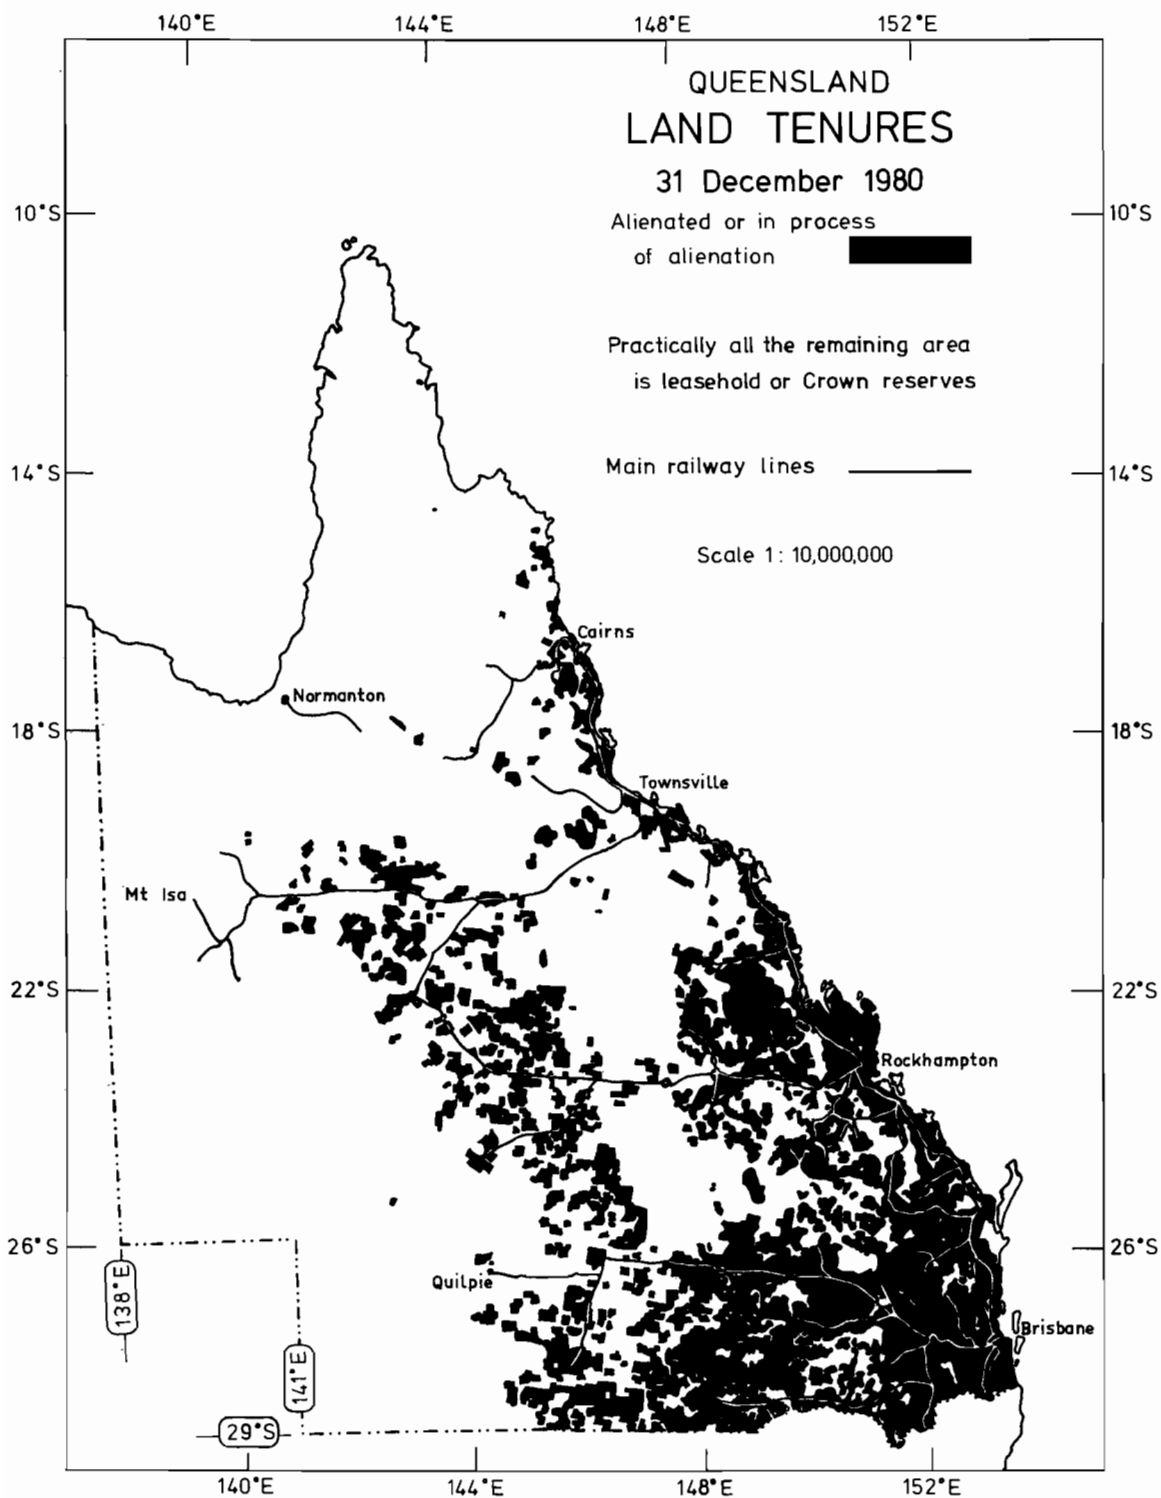 140°E 144°E 148°E 152°E
QUEENSLAND
LAND TENURES
31 December 1980
10°S 10°S
Alienated or in process
of alienation
Practically all the remaining area
is leasehold or Crown reserves
14°S 14°S
Main railway lines
Scale 1 : 10,000,000
Cairns
Normanton
18°S 18°S
Townsville
Mt Isa
22°S 22°S
Rockhampton
26°S 26°S
138°E
Quilpie
Brisbane
141°E
29°S
140°E 144°E 148°E 152°E